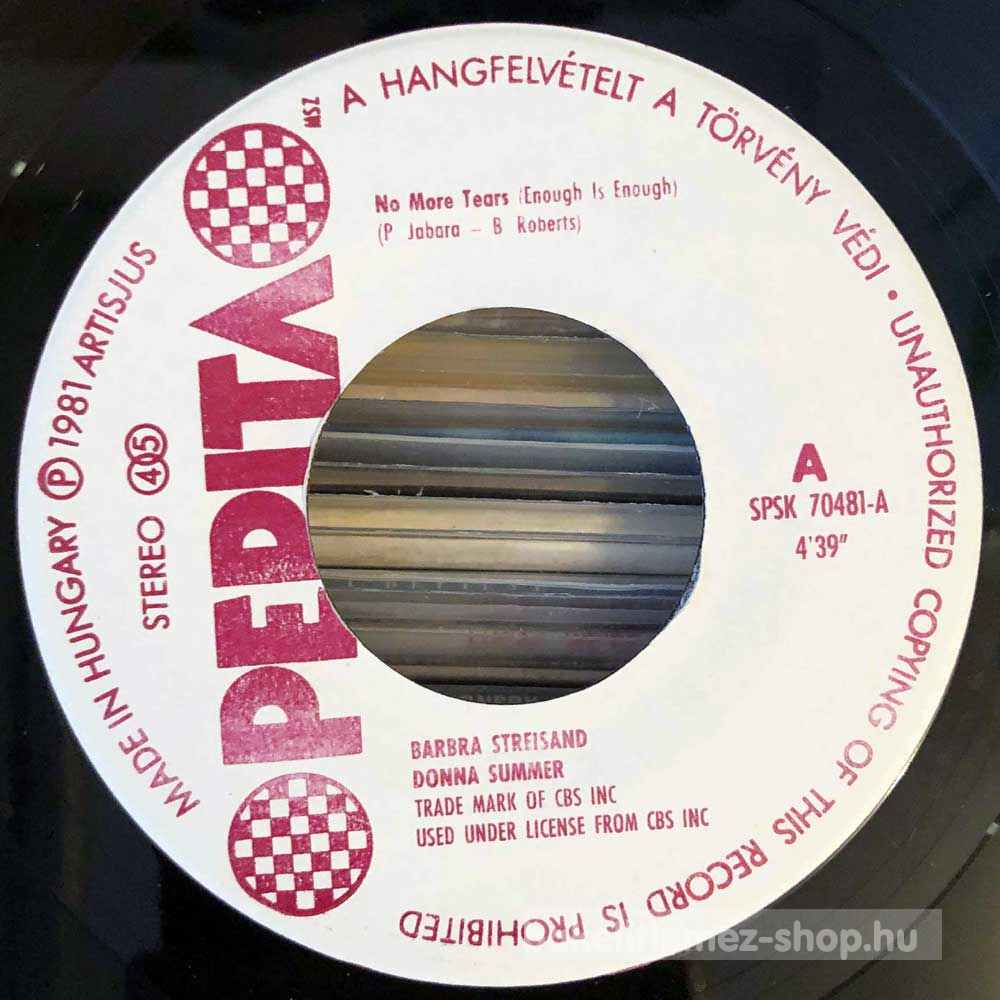 A HANGFELVÉTELT A TÖRVÉNY VÉDI • UNAUTHORIZED COPYING OF THIS RECORD IS PROHIBITED
MSZ
PEPITA
MADE IN HUNGARY Ⓟ 1981 ARTISJUS
STEREO 45
No More Tears (Enough Is Enough)
(P Jabara – B Roberts)
A
SPSK 70481-A
4'39"
BARBRA STREISAND
DONNA SUMMER
TRADE MARK OF CBS INC
USED UNDER LICENSE FROM CBS INC